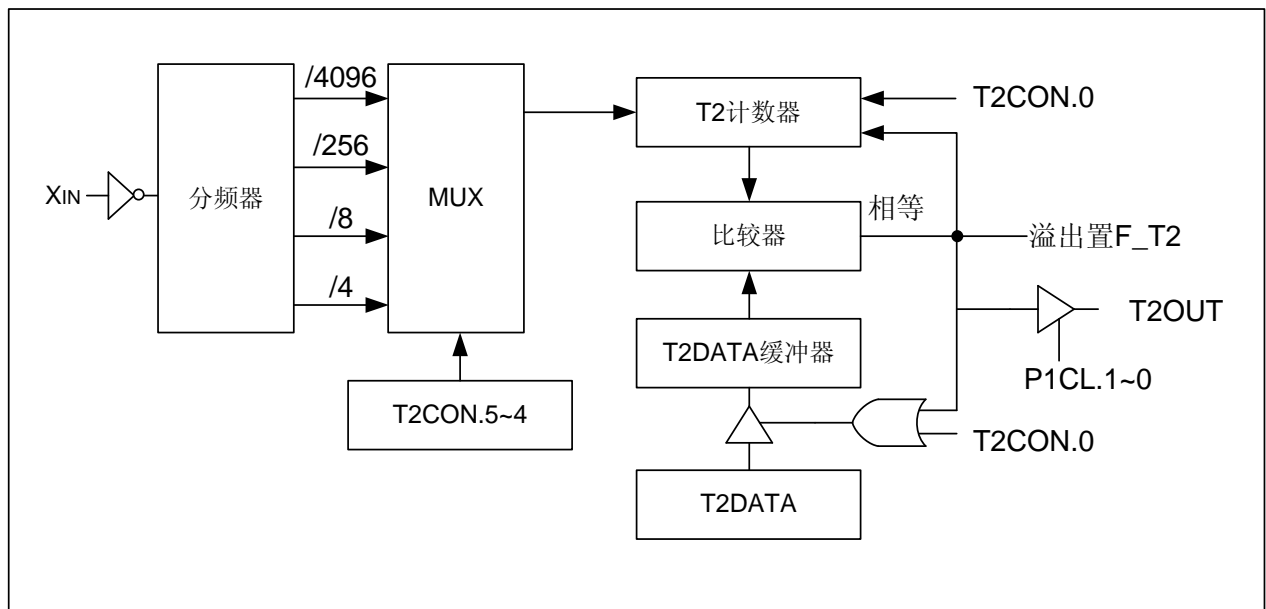 /4096
T2计数器
T2CON.0
/256
XIN
分频器
MUX
相等
/8
比较器
溢出置F_T2
/4
T2DATA缓冲器
T2OUT
P1CL.1~0
T2CON.5~4
T2CON.0
T2DATA